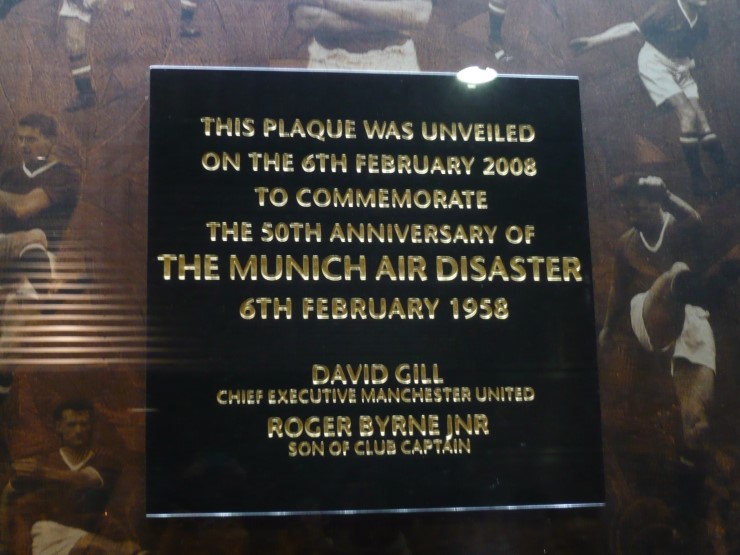 THIS PLAQUE WAS UNVEILED
ON THE 6TH FEBRUARY 2008
TO COMMEMORATE
THE 50TH ANNIVERSARY OF
THE MUNICH AIR DISASTER
6TH FEBRUARY 1958
DAVID GILL
CHIEF EXECUTIVE MANCHESTER UNITED
ROGER BYRNE JNR
SON OF CLUB CAPTAIN